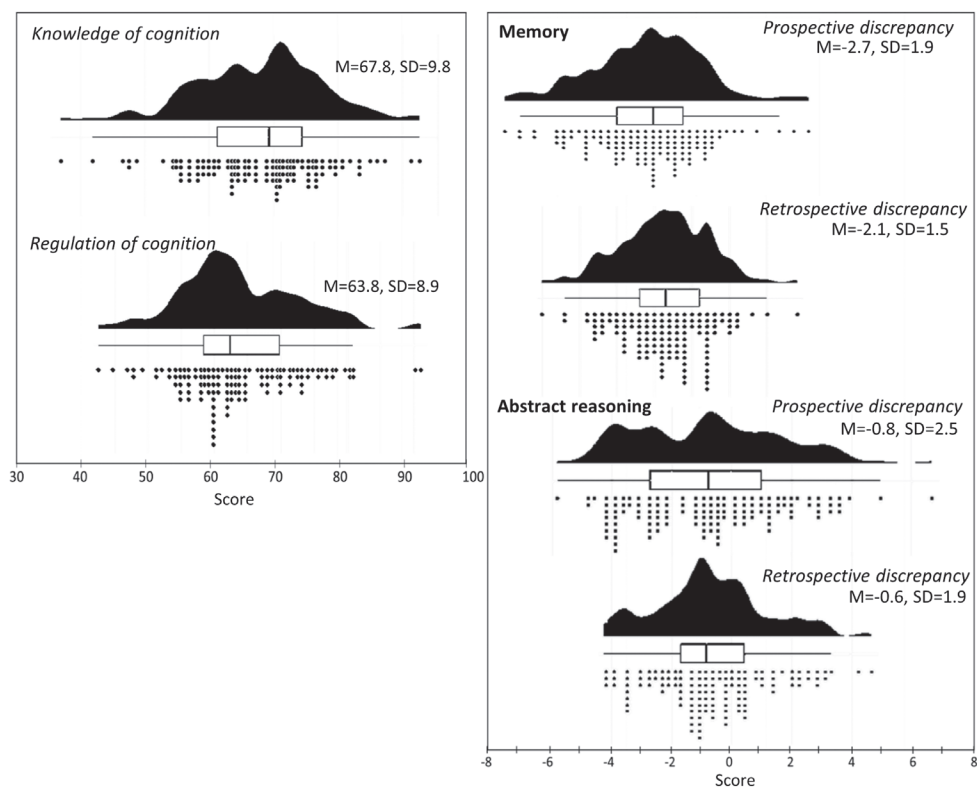 Knowledge of cognition
M=67.8, SD=9.8
Regulation of cognition
M=63.8, SD=8.9
30 40 50 60 70 80 90 100
Score
Memory
Prospective discrepancy
M=-2.7, SD=1.9
Retrospective discrepancy
M=-2.1, SD=1.5
Abstract reasoning
Prospective discrepancy
M=-0.8, SD=2.5
Retrospective discrepancy
M=-0.6, SD=1.9
-8 -6 -4 -2 0 2 4 6 8
Score